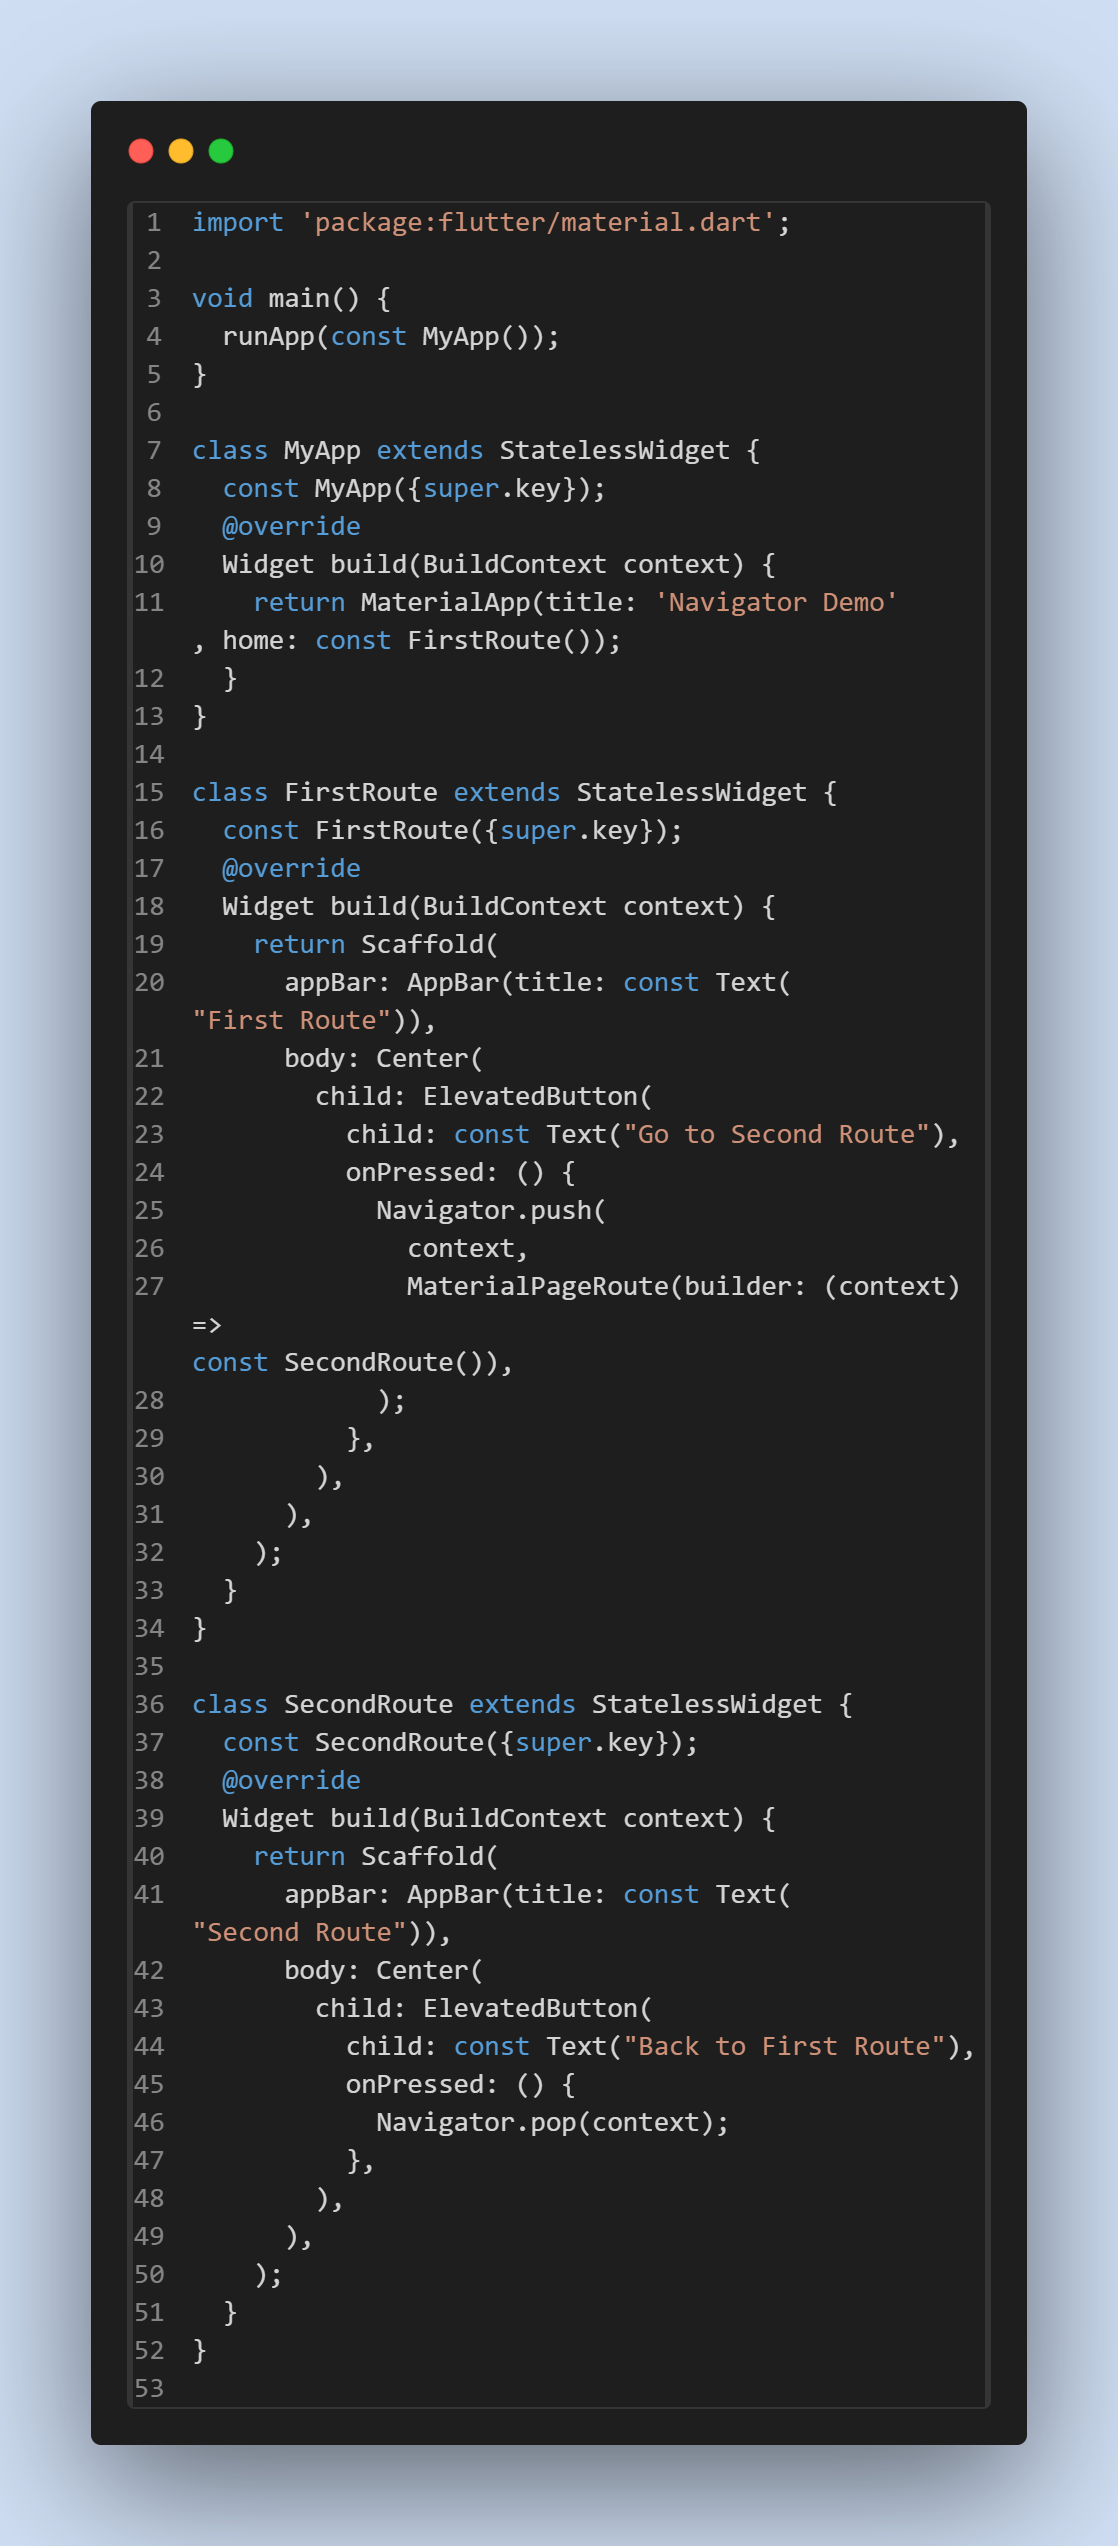 1 import 'package:flutter/material.dart';
2
3 void main() {
4   runApp(const MyApp());
5 }
6
7 class MyApp extends StatelessWidget {
8   const MyApp({super.key});
9   @override
10   Widget build(BuildContext context) {
11     return MaterialApp(title: 'Navigator Demo'
, home: const FirstRoute());
12   }
13 }
14
15 class FirstRoute extends StatelessWidget {
16   const FirstRoute({super.key});
17   @override
18   Widget build(BuildContext context) {
19     return Scaffold(
20       appBar: AppBar(title: const Text(
"First Route")),
21       body: Center(
22         child: ElevatedButton(
23           child: const Text("Go to Second Route"),
24           onPressed: () {
25             Navigator.push(
26               context,
27               MaterialPageRoute(builder: (context)
=>
const SecondRoute()),
28             );
29           },
30         ),
31       ),
32     );
33   }
34 }
35
36 class SecondRoute extends StatelessWidget {
37   const SecondRoute({super.key});
38   @override
39   Widget build(BuildContext context) {
40     return Scaffold(
41       appBar: AppBar(title: const Text(
"Second Route")),
42       body: Center(
43         child: ElevatedButton(
44           child: const Text("Back to First Route"),
45           onPressed: () {
46             Navigator.pop(context);
47           },
48         ),
49       ),
50     );
51   }
52 }
53